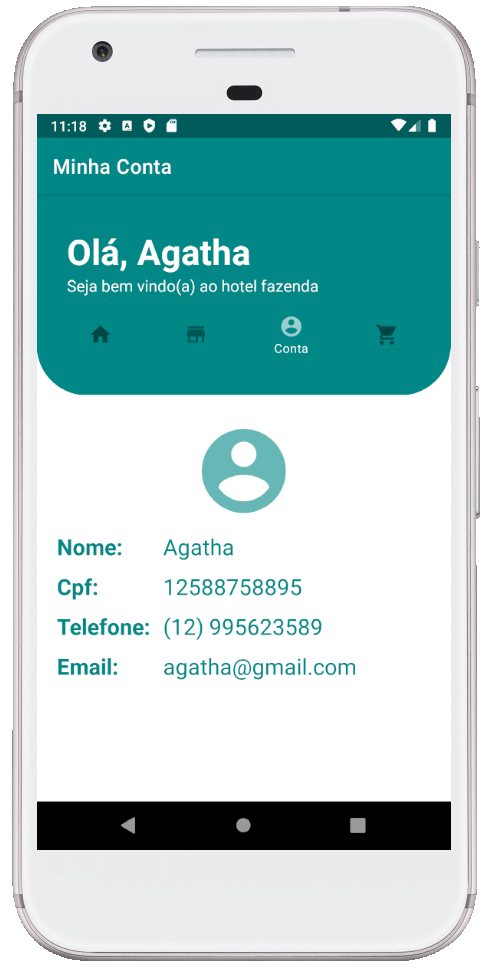 11:18
Minha Conta
Olá, Agatha
Seja bem vindo(a) ao hotel fazenda
Conta
Nome: Agatha
Cpf: 12588758895
Telefone: (12) 995623589
Email: agatha@gmail.com